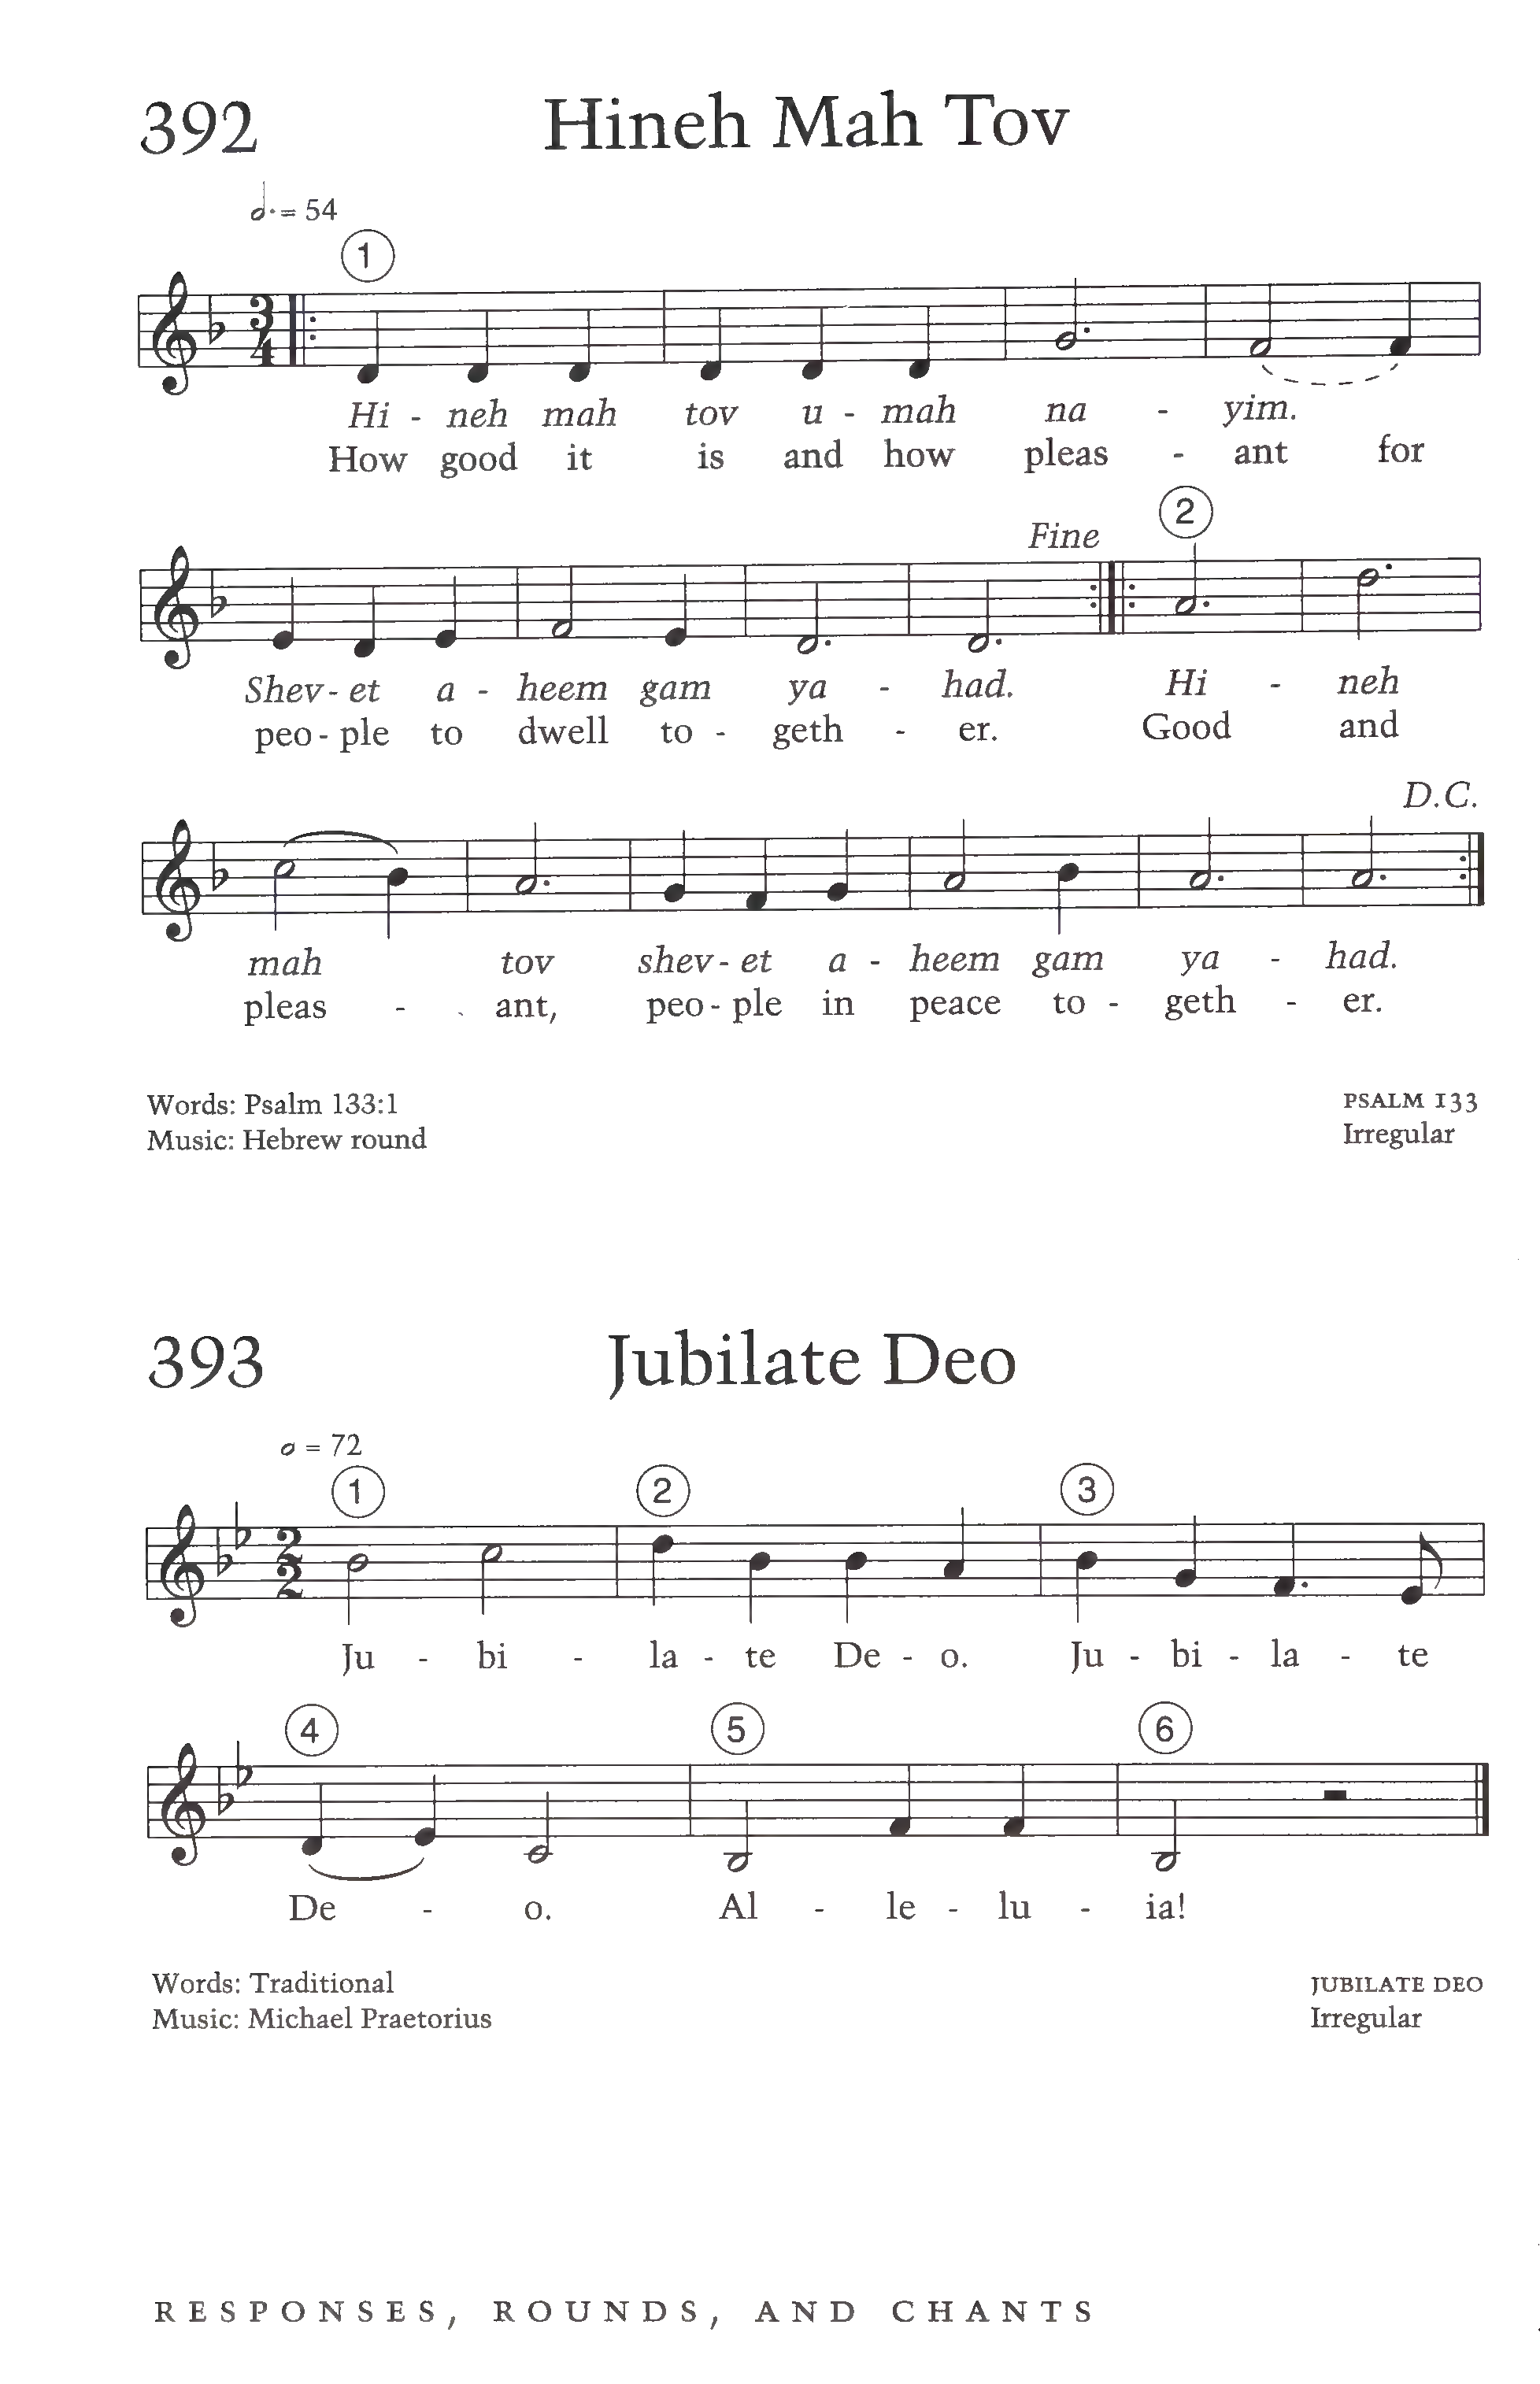 392 Hineh Mah Tov
𝅗𝅥. = 54
1
3 4
Hi - neh mah tov u - mah na - yim.
How good it is and how pleas - ant for
Fine 2
Shev - et a - heem gam ya - had. Hi - neh
peo - ple to dwell to - geth - er. Good and
D.C.
mah tov shev - et a - heem gam ya - had.
pleas - ant, peo - ple in peace to - geth - er.
Words: Psalm 133:1 PSALM 133
Music: Hebrew round Irregular
393 Jubilate Deo
𝅗𝅥 = 72
1 2 3
2 2
Ju - bi - la - te De - o. Ju - bi - la - te
4 5 6
De - o. Al - le - lu - ia!
Words: Traditional JUBILATE DEO
Music: Michael Praetorius Irregular
RESPONSES, ROUNDS, AND CHANTS